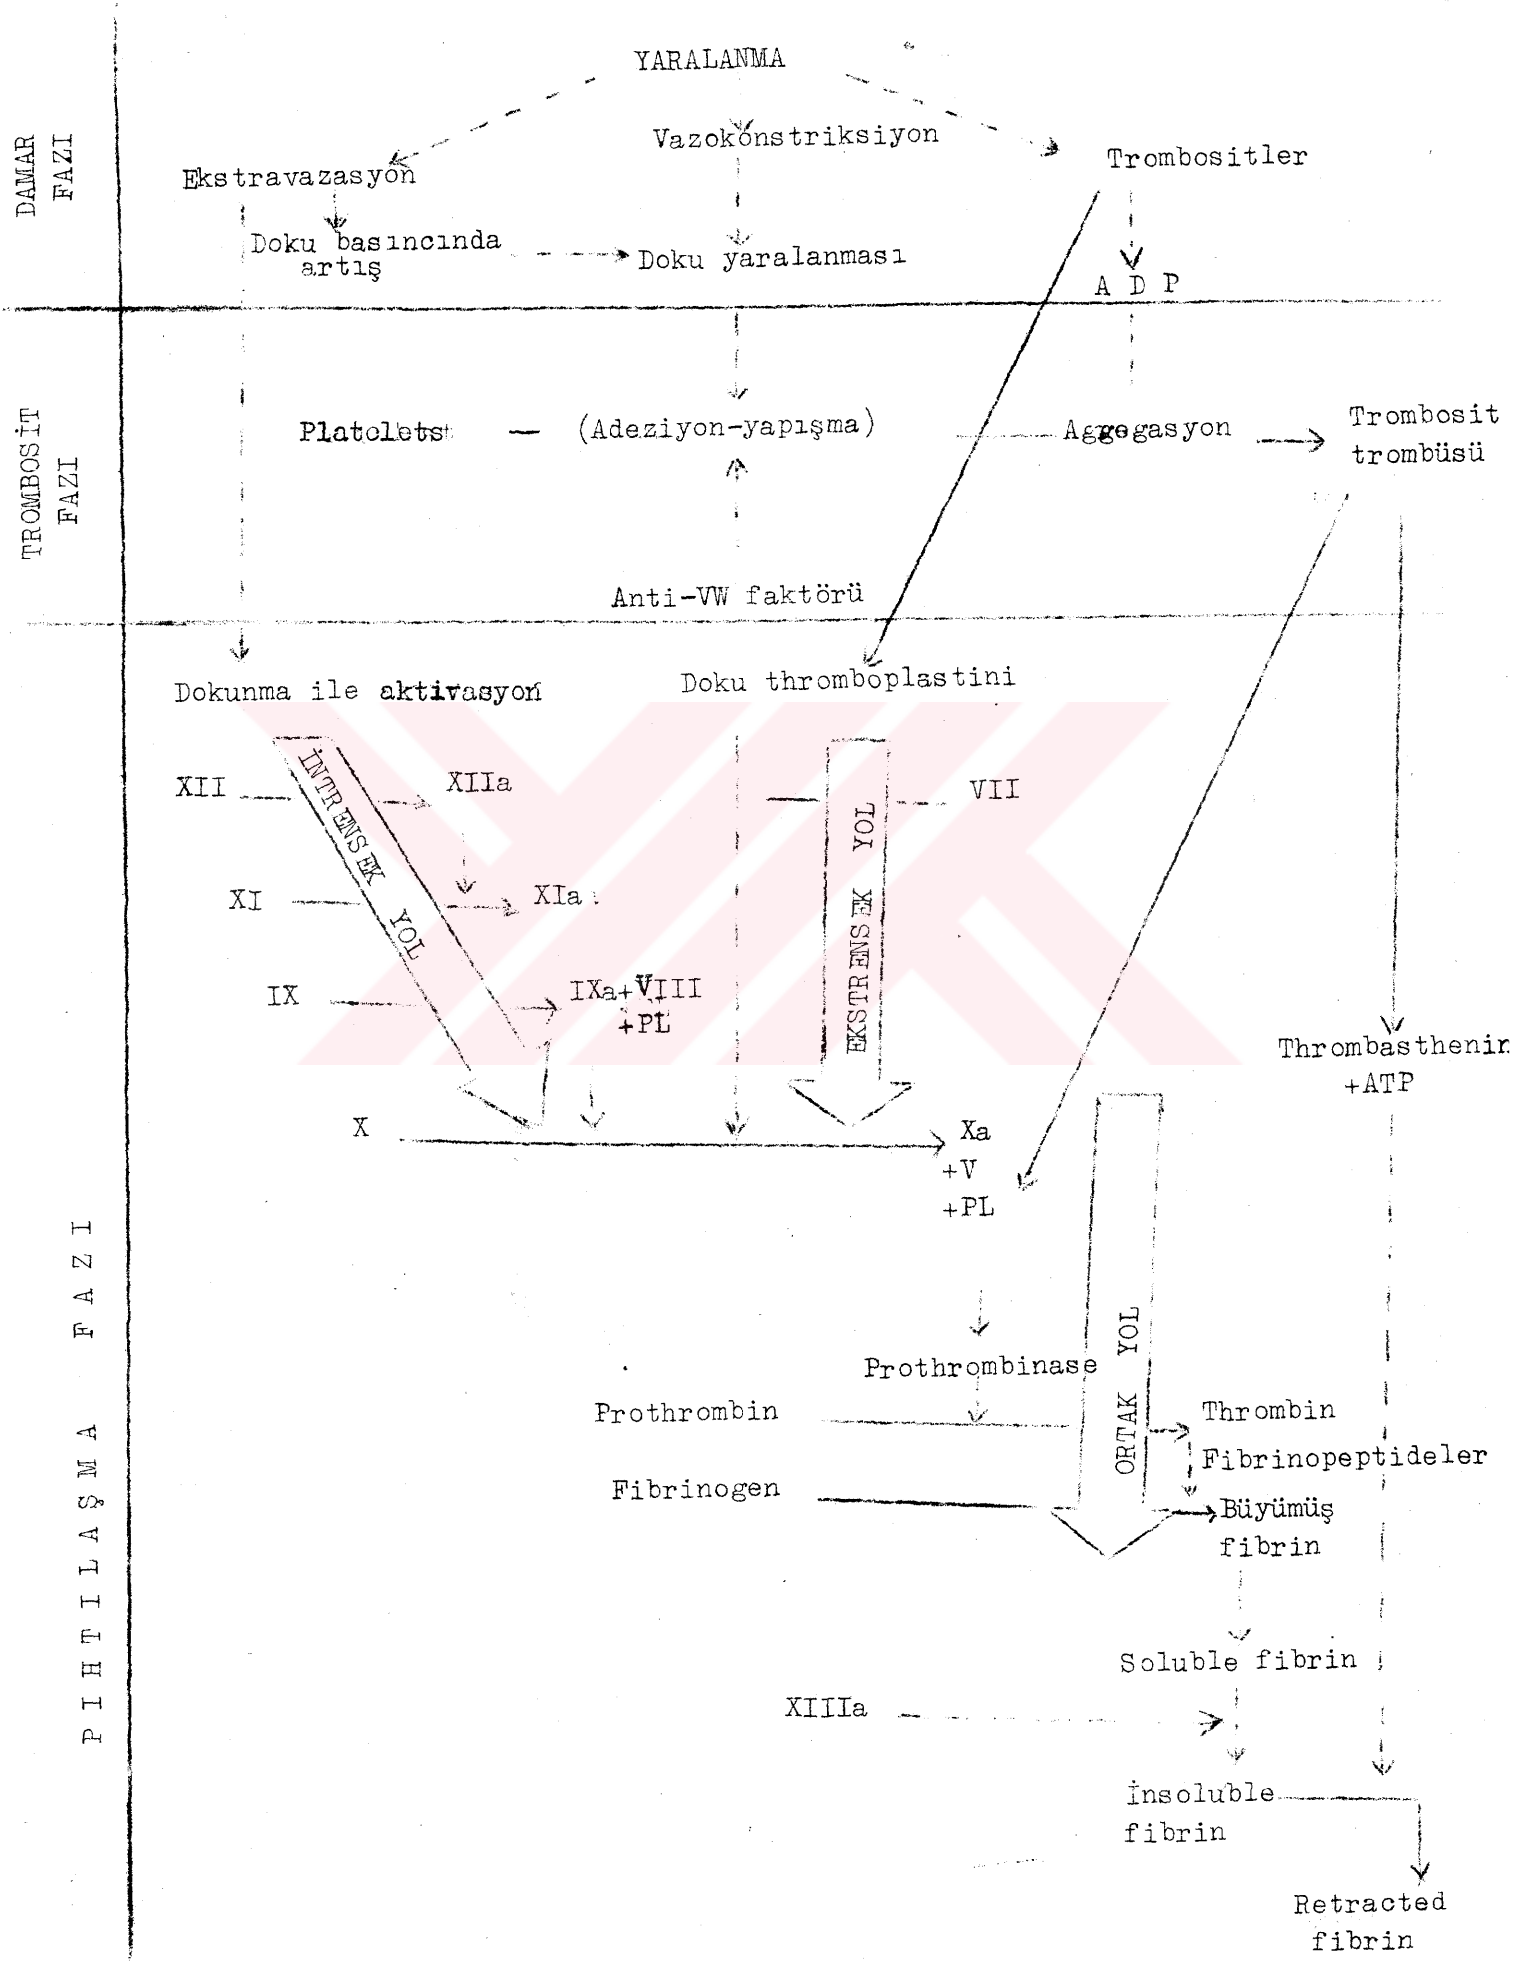 YARALANMA
DAMAR
FAZI
Vazokonstriksiyon
Trombositler
Ekstravazasyon
Doku basıncında
artış
Doku yaralanması
A D P
TROMBOSİT
FAZI
Platelets — (Adeziyon-yapışma)
Aggregasyon
Trombosit
trombüsü
Anti-VW faktörü
Dokunma ile aktivasyon
Doku thromboplastini
İNTRENSEK YOL
EKSTRENSEK YOL
XII
XIIa
VII
XI
XIa
IX
IXa+VIII
+PL
Thrombasthenin
+ATP
X
Xa
+V
+PL
PIHTILAŞMA FAZI
ORTAK YOL
Prothrombinase
Prothrombin
Thrombin
Fibrinopeptideler
Fibrinogen
Büyümüş
fibrin
Soluble fibrin
XIIIa
İnsoluble
fibrin
Retracted
fibrin